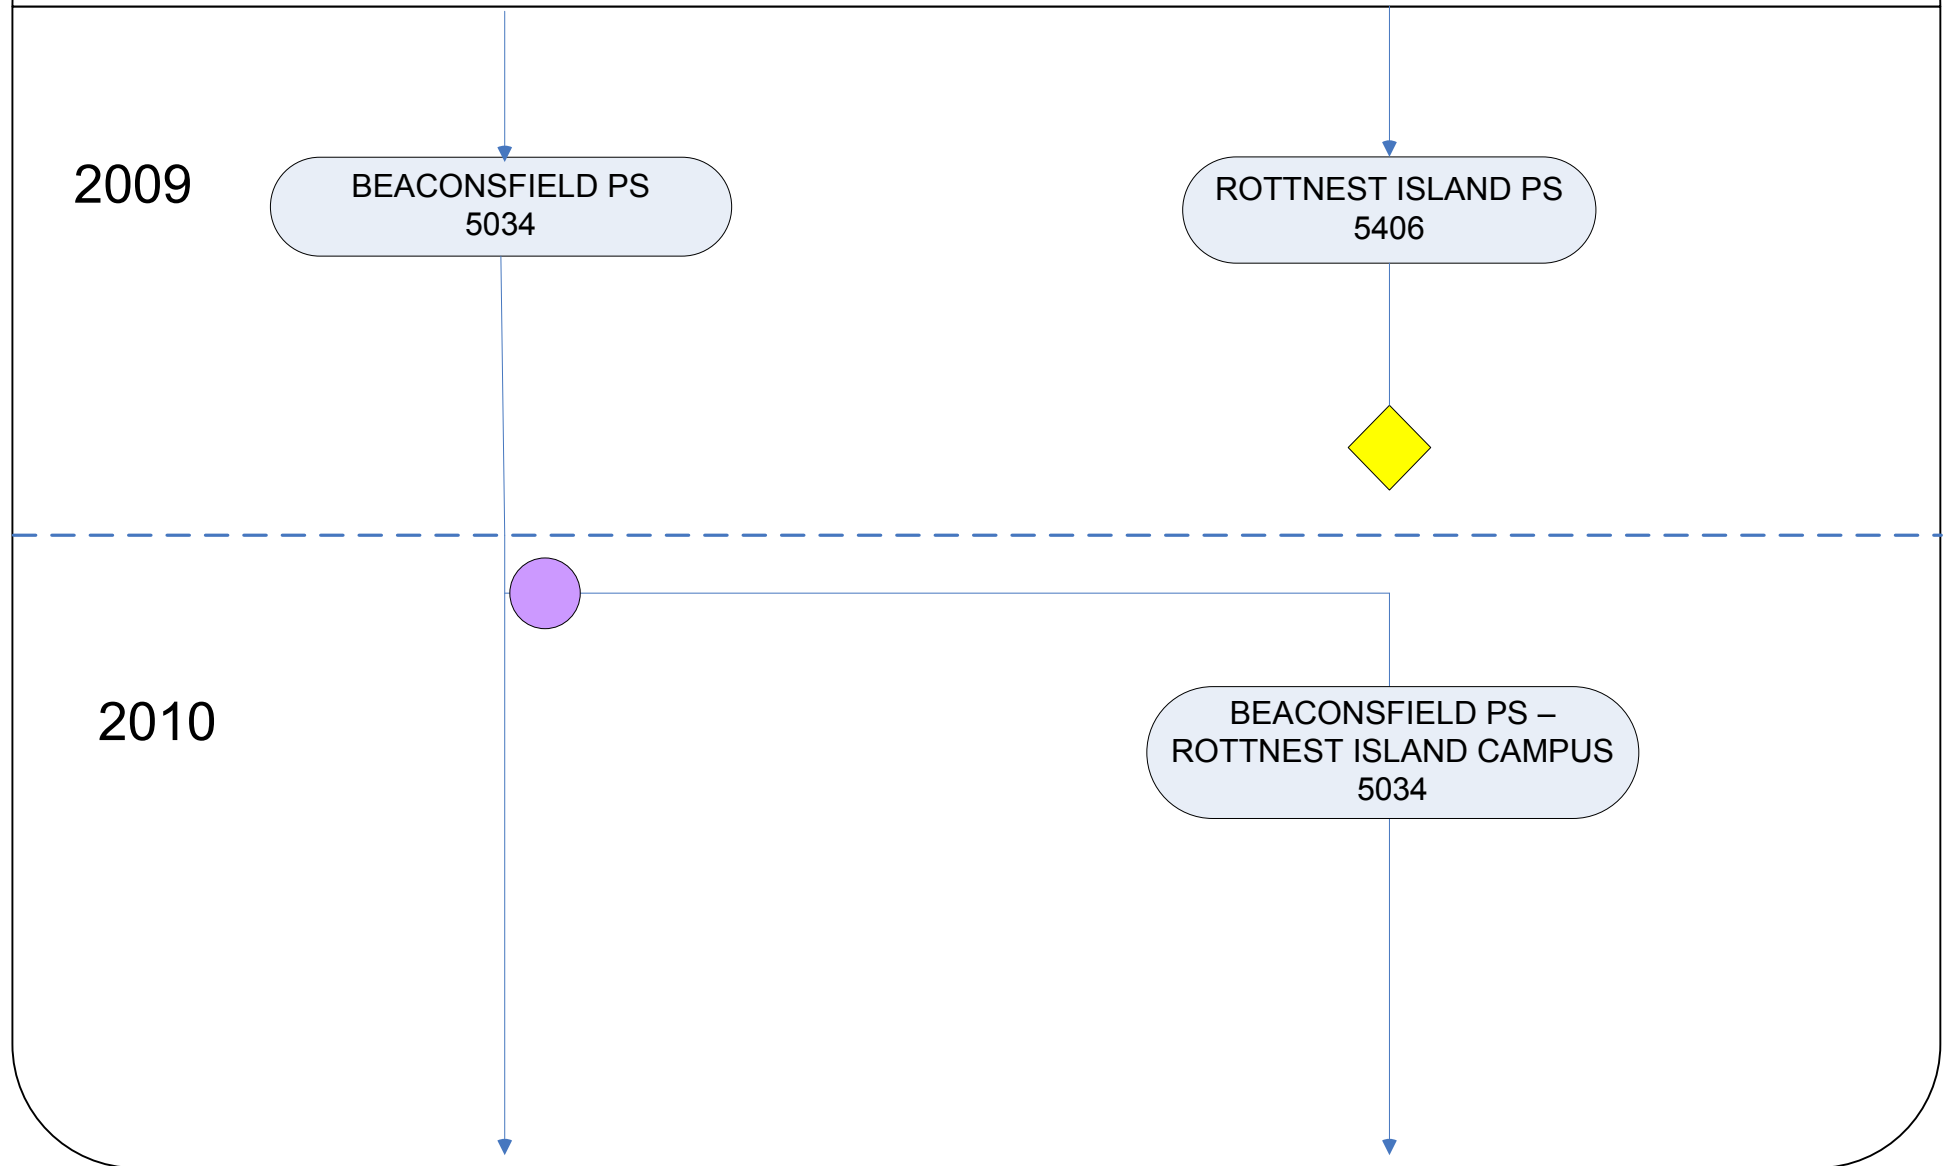 2009
BEACONSFIELD PS
5034
ROTTNEST ISLAND PS
5406
2010
BEACONSFIELD PS –
ROTTNEST ISLAND CAMPUS
5034